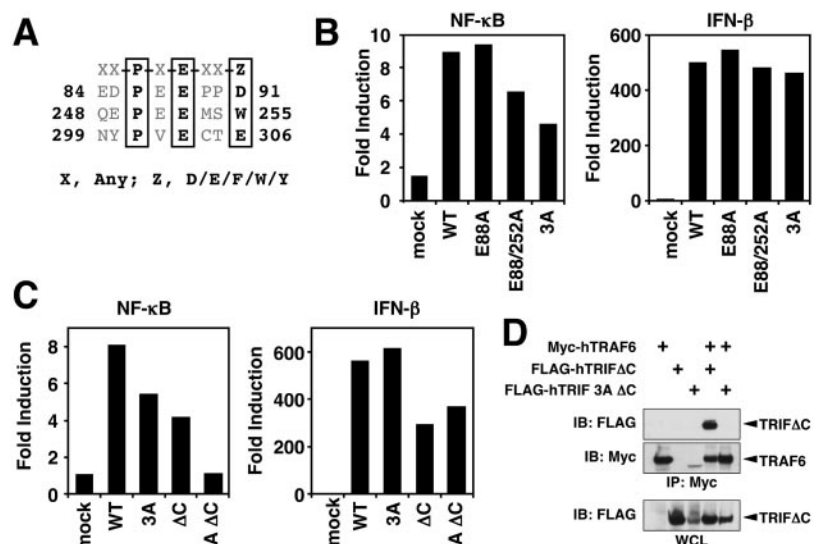 A
XX P X E XX Z
84 ED P E E PP D 91
248 QE P E E MS W 255
299 NY P V E CT E 306
X, Any; Z, D/E/F/W/Y
B
NF-κB
Fold Induction
10
8
6
4
2
0
mock
WT
E88A
E88/252A
3A
IFN-β
Fold Induction
600
400
200
0
mock
WT
E88A
E88/252A
3A
C
NF-κB
Fold Induction
8
6
4
2
0
mock
WT
3A
ΔC
A ΔC
IFN-β
Fold Induction
600
400
200
0
mock
WT
3A
ΔC
A ΔC
D
Myc-hTRAF6 + + +
FLAG-hTRIFΔC + +
FLAG-hTRIF 3A ΔC + +
IB: FLAG TRIFΔC
IB: Myc TRAF6
IP: Myc
IB: FLAG TRIFΔC
WCL